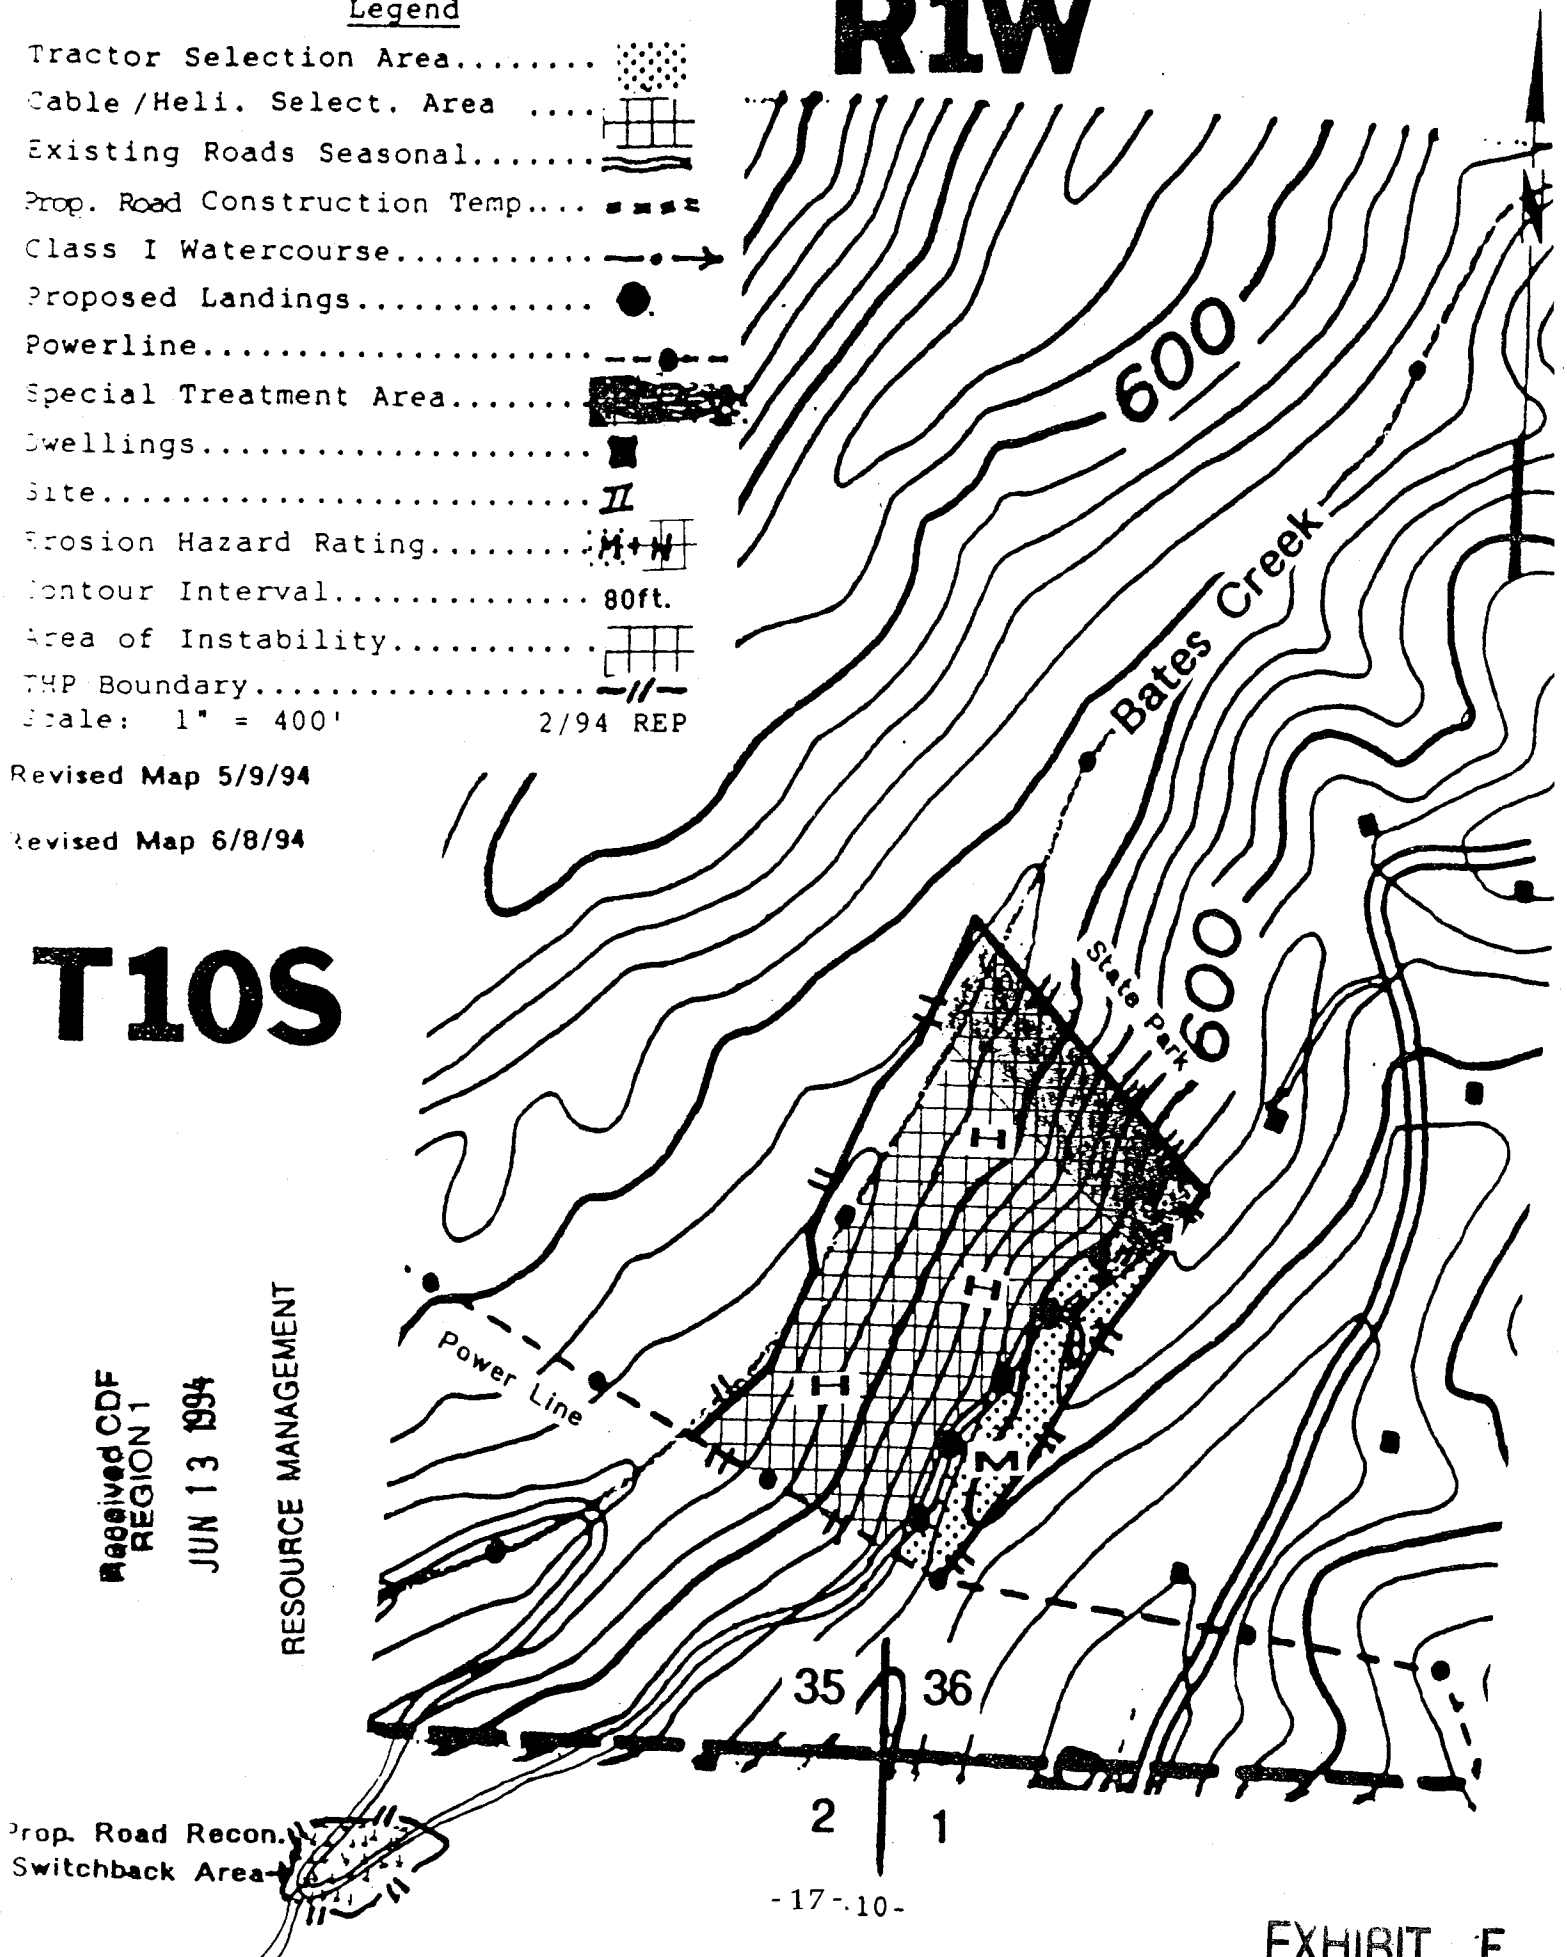 Legend
R1W
Tractor Selection Area........
Cable/Heli. Select. Area ....
Existing Roads Seasonal.......
Prop. Road Construction Temp....
Class I Watercourse...........
Proposed Landings.............
Powerline.....................
Special Treatment Area.......
Dwellings......................
Site.........................
II
Erosion Hazard Rating.........
M+H
Contour Interval.............. 80ft.
Area of Instability...........
THP Boundary..................
Scale: 1" = 400' 2/94 REP
Revised Map 5/9/94
Revised Map 6/8/94
T10S
600
Bates Creek
State Park
600
H
H
H
M
Power Line
Received CDF
REGION 1
JUN 13 1994
RESOURCE MANAGEMENT
35 36
2 1
Prop. Road Recon.
Switchback Area
-17-.10-
EXHIBIT F